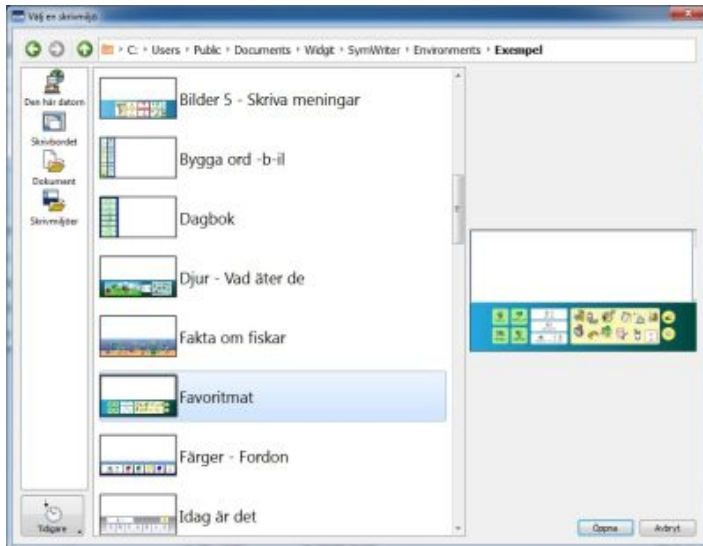 Välj en skrivmiljö
C: Users Public Documents Widgit SymWriter Environments Exempel
Den här datorn
Skrivbordet
Dokument
Skrivmiljöer
Bilder 5 - Skriva meningar
Bygga ord -b-il
Dagbok
Djur - Vad äter de
Fakta om fiskar
Favoritmat
Färger - Fordon
Idag är det
Tidigare
Öppna
Avbryt